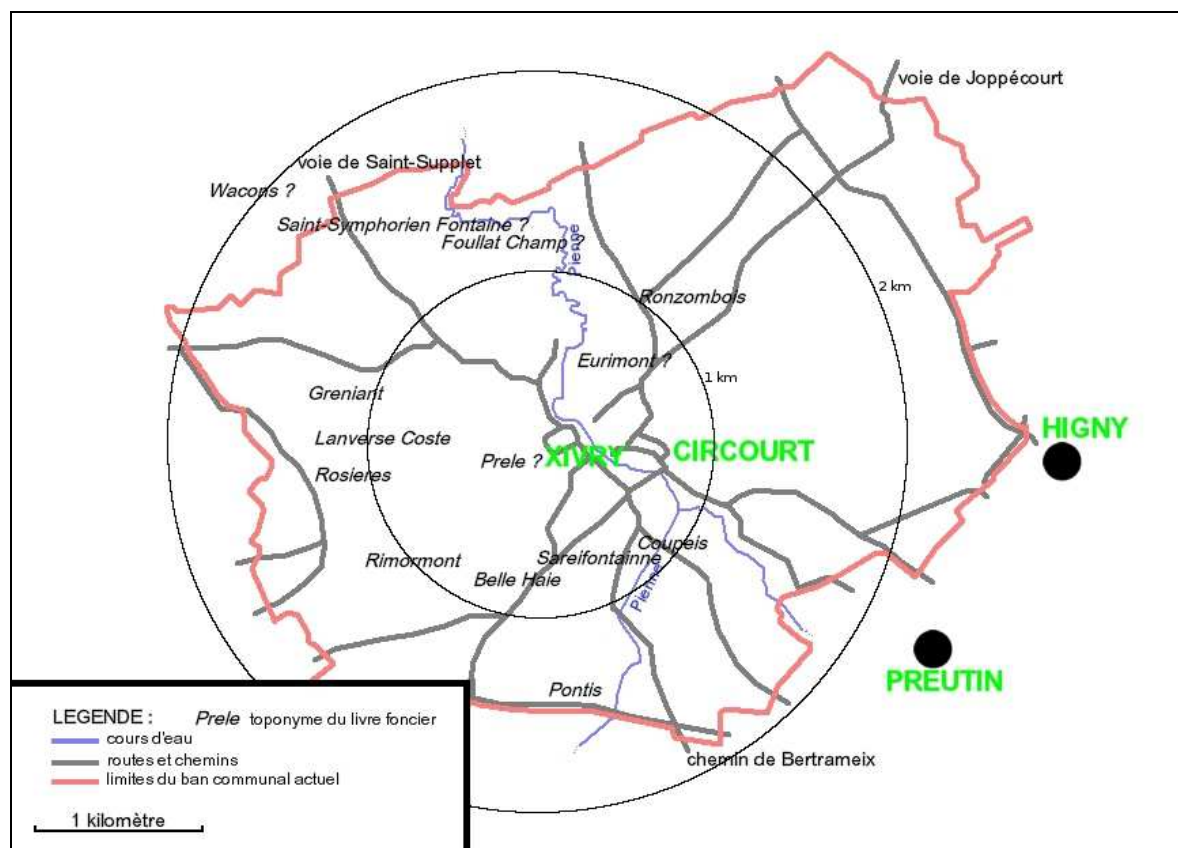 voie de Joppécourt
voie de Saint-Supplet
Wacons ?
Saint-Symphorien Fontaine ?
Foullat Champ ?
Pienne
Ronzombois
2 km
Eurimont ?
1 km
Greniant
Lanverse Coste
HIGNY
Prele ?
XIVRY
CIRCOURT
Rosieres
Coupeis
Sareifontainne
Rimormont
Belle Haie
Pienne
PREUTIN
Pontis
chemin de Bertrameix
LEGENDE :
Prele toponyme du livre foncier
cours d'eau
routes et chemins
limites du ban communal actuel
1 kilomètre